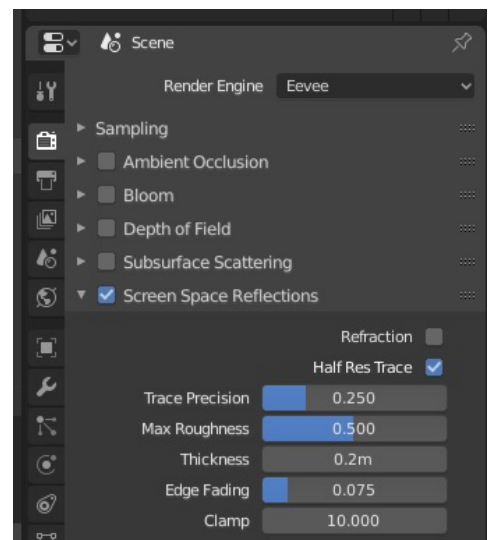 Scene
Render Engine Eevee
Sampling
Ambient Occlusion
Bloom
Depth of Field
Subsurface Scattering
Screen Space Reflections
Refraction
Half Res Trace
Trace Precision 0.250
Max Roughness 0.500
Thickness 0.2m
Edge Fading 0.075
Clamp 10.000